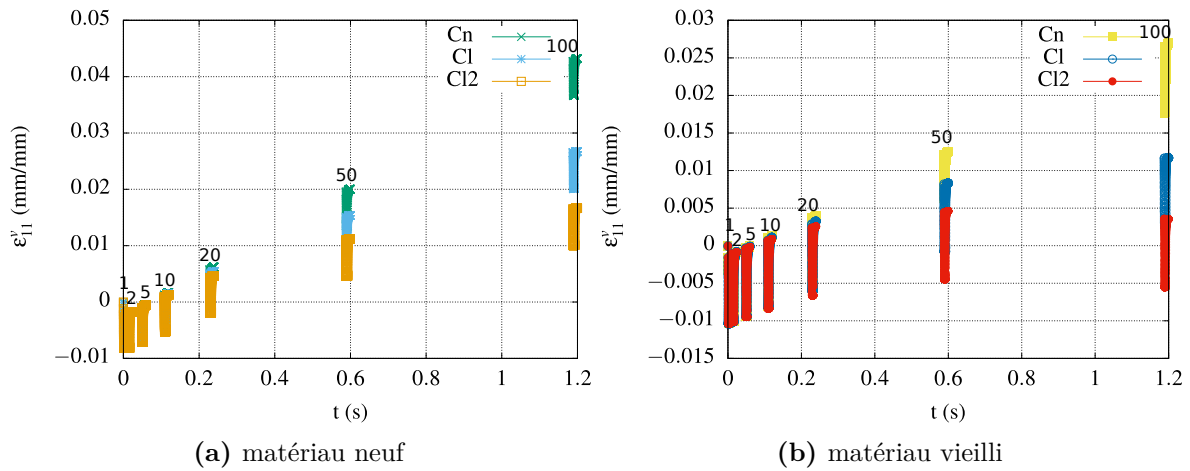 0.05
0.04
0.03
0.02
0.01
0
−0.01
ε^v_11 (mm/mm)
0 0.2 0.4 0.6 0.8 1 1.2
t (s)
Cn
Cl
Cl2
1 2 5 10 20 50 100
(a) matériau neuf
0.03
0.025
0.02
0.015
0.01
0.005
0
−0.005
−0.01
−0.015
ε^v_11 (mm/mm)
0 0.2 0.4 0.6 0.8 1 1.2
t (s)
Cn
Cl
Cl2
1 2 5 10 20 50 100
(b) matériau vieilli